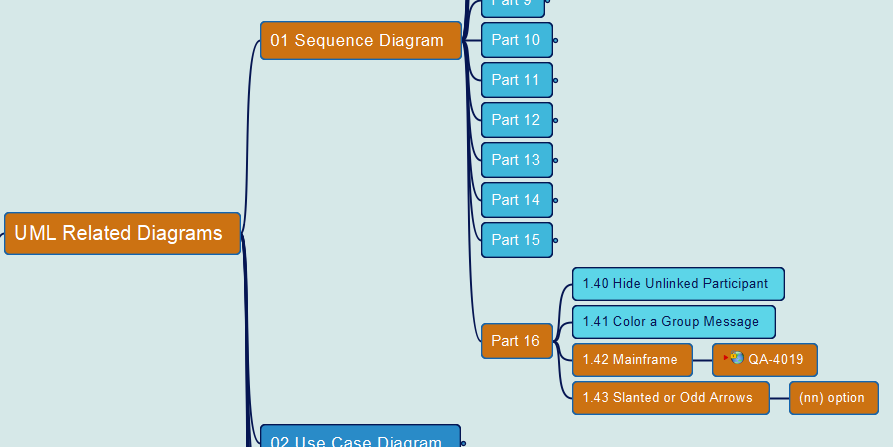 Part 9
01 Sequence Diagram
Part 10
Part 11
Part 12
Part 13
Part 14
Part 15
UML Related Diagrams
Part 16
1.40 Hide Unlinked Participant
1.41 Color a Group Message
1.42 Mainframe
QA-4019
1.43 Slanted or Odd Arrows
(nn) option
02 Use Case Diagram